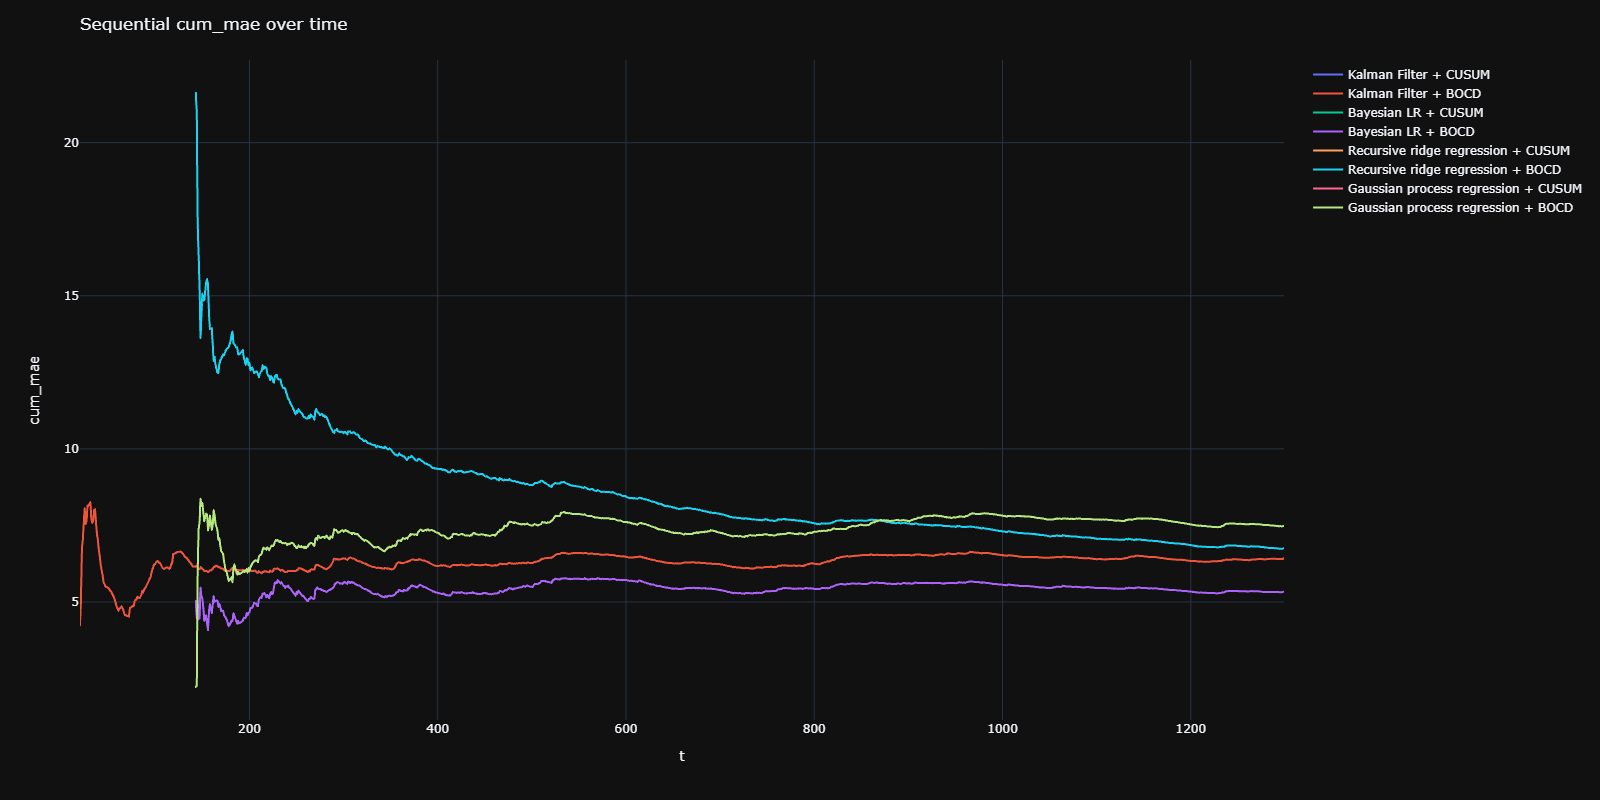 Sequential cum_mae over time
Kalman Filter + CUSUM
Kalman Filter + BOCD
Bayesian LR + CUSUM
Bayesian LR + BOCD
Recursive ridge regression + CUSUM
Recursive ridge regression + BOCD
Gaussian process regression + CUSUM
Gaussian process regression + BOCD
20
15
10
5
cum_mae
200 400 600 800 1000 1200
t